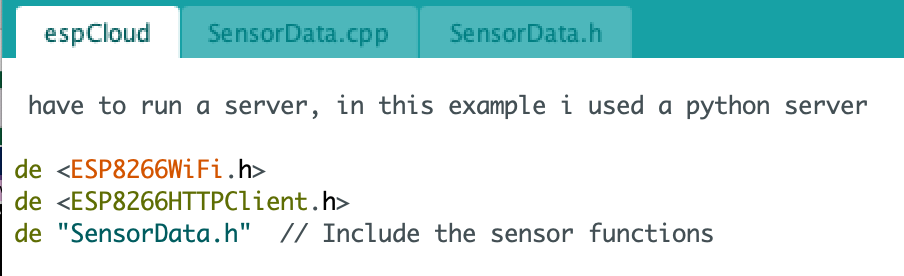 espCloud SensorData.cpp SensorData.h
have to run a server, in this example i used a python server
de <ESP8266WiFi.h>
de <ESP8266HTTPClient.h>
de "SensorData.h"  // Include the sensor functions